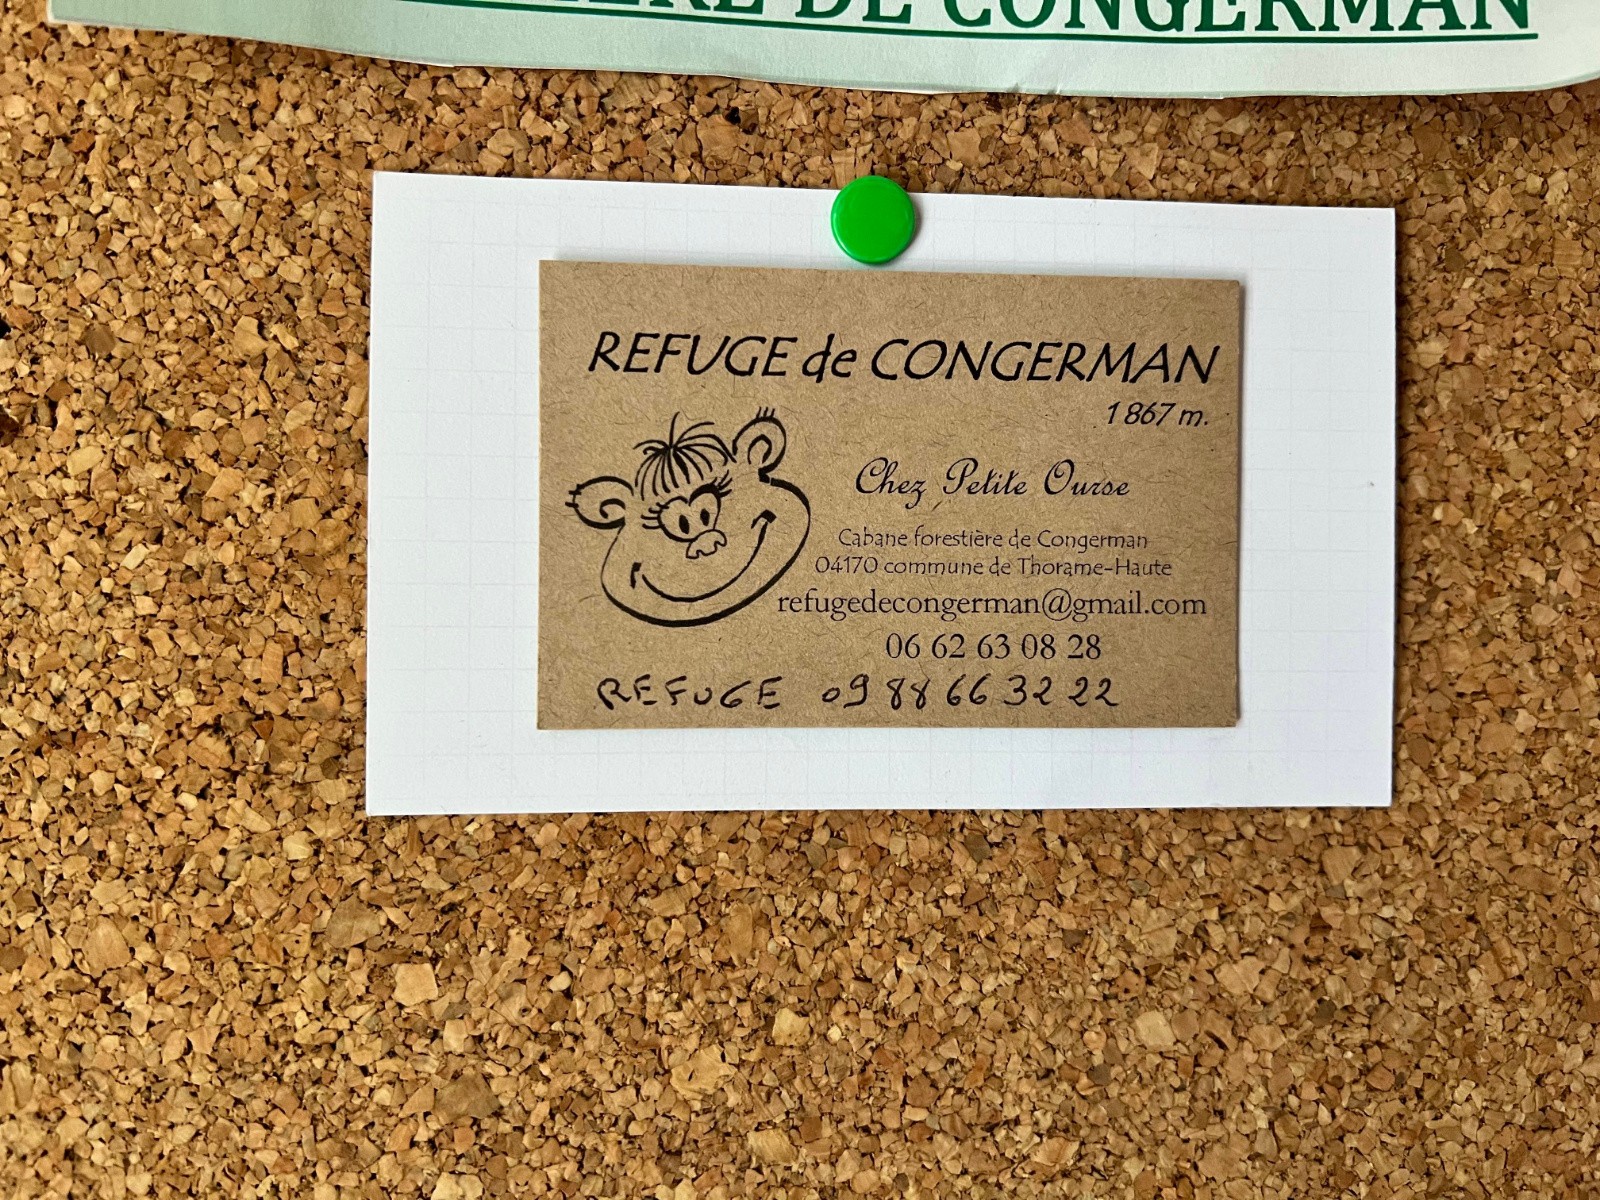 DE CONGERMAN
REFUGE de CONGERMAN
1 867 m.
Chez Petite Ourse
Cabane forestière de Congerman
04170 commune de Thorame-Haute
refugedecongerman@gmail.com
06 62 63 08 28
REFUGE 09 88 66 32 22